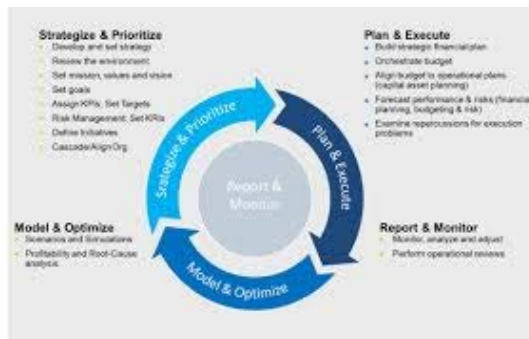 Strategize & Prioritize
Develop and set strategy
Review the environment
Set mission, values and vision
Set goals
Assign KPIs, Set Targets
Risk Management: Set KRIs
Define Initiatives
Cascade/Align Org
Plan & Execute
Build strategic financial plan
Orchestrate budget
Align budget to operational plans
(capital asset planning)
Forecast performance & risks (financial
planning, budgeting & risk)
Examine repercussions for execution
problems
Strategize & Prioritize
Plan & Execute
Report &
Monitor
Model & Optimize
Model & Optimize
Scenarios and Simulations
Profitability and Root-Cause
analysis.
Report & Monitor
Monitor, analyze and adjust
Perform operational reviews